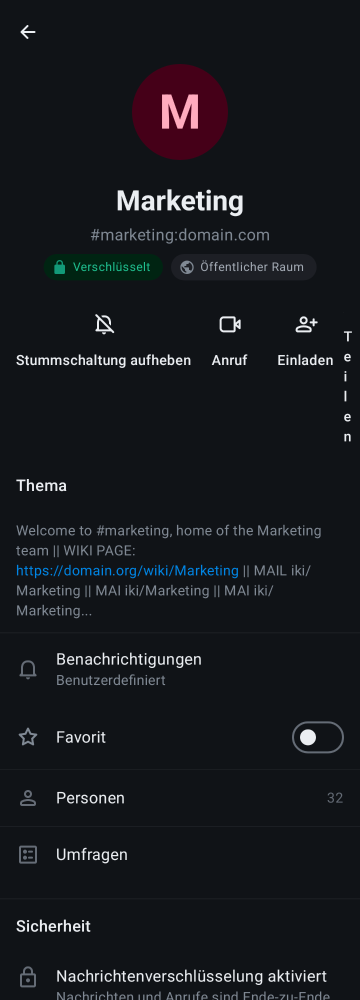 M
Marketing
#marketing:domain.com
Verschlüsselt
Öffentlicher Raum
Stummschaltung aufheben
Anruf
Einladen
Teilen
Thema
Welcome to #marketing, home of the Marketing
team || WIKI PAGE:
https://domain.org/wiki/Marketing || MAIL iki/
Marketing || MAI iki/Marketing || MAI iki/
Marketing...
Benachrichtigungen
Benutzerdefiniert
Favorit
Personen 32
Umfragen
Sicherheit
Nachrichtenverschlüsselung aktiviert
Nachrichten und Anrufe sind Ende-zu-Ende